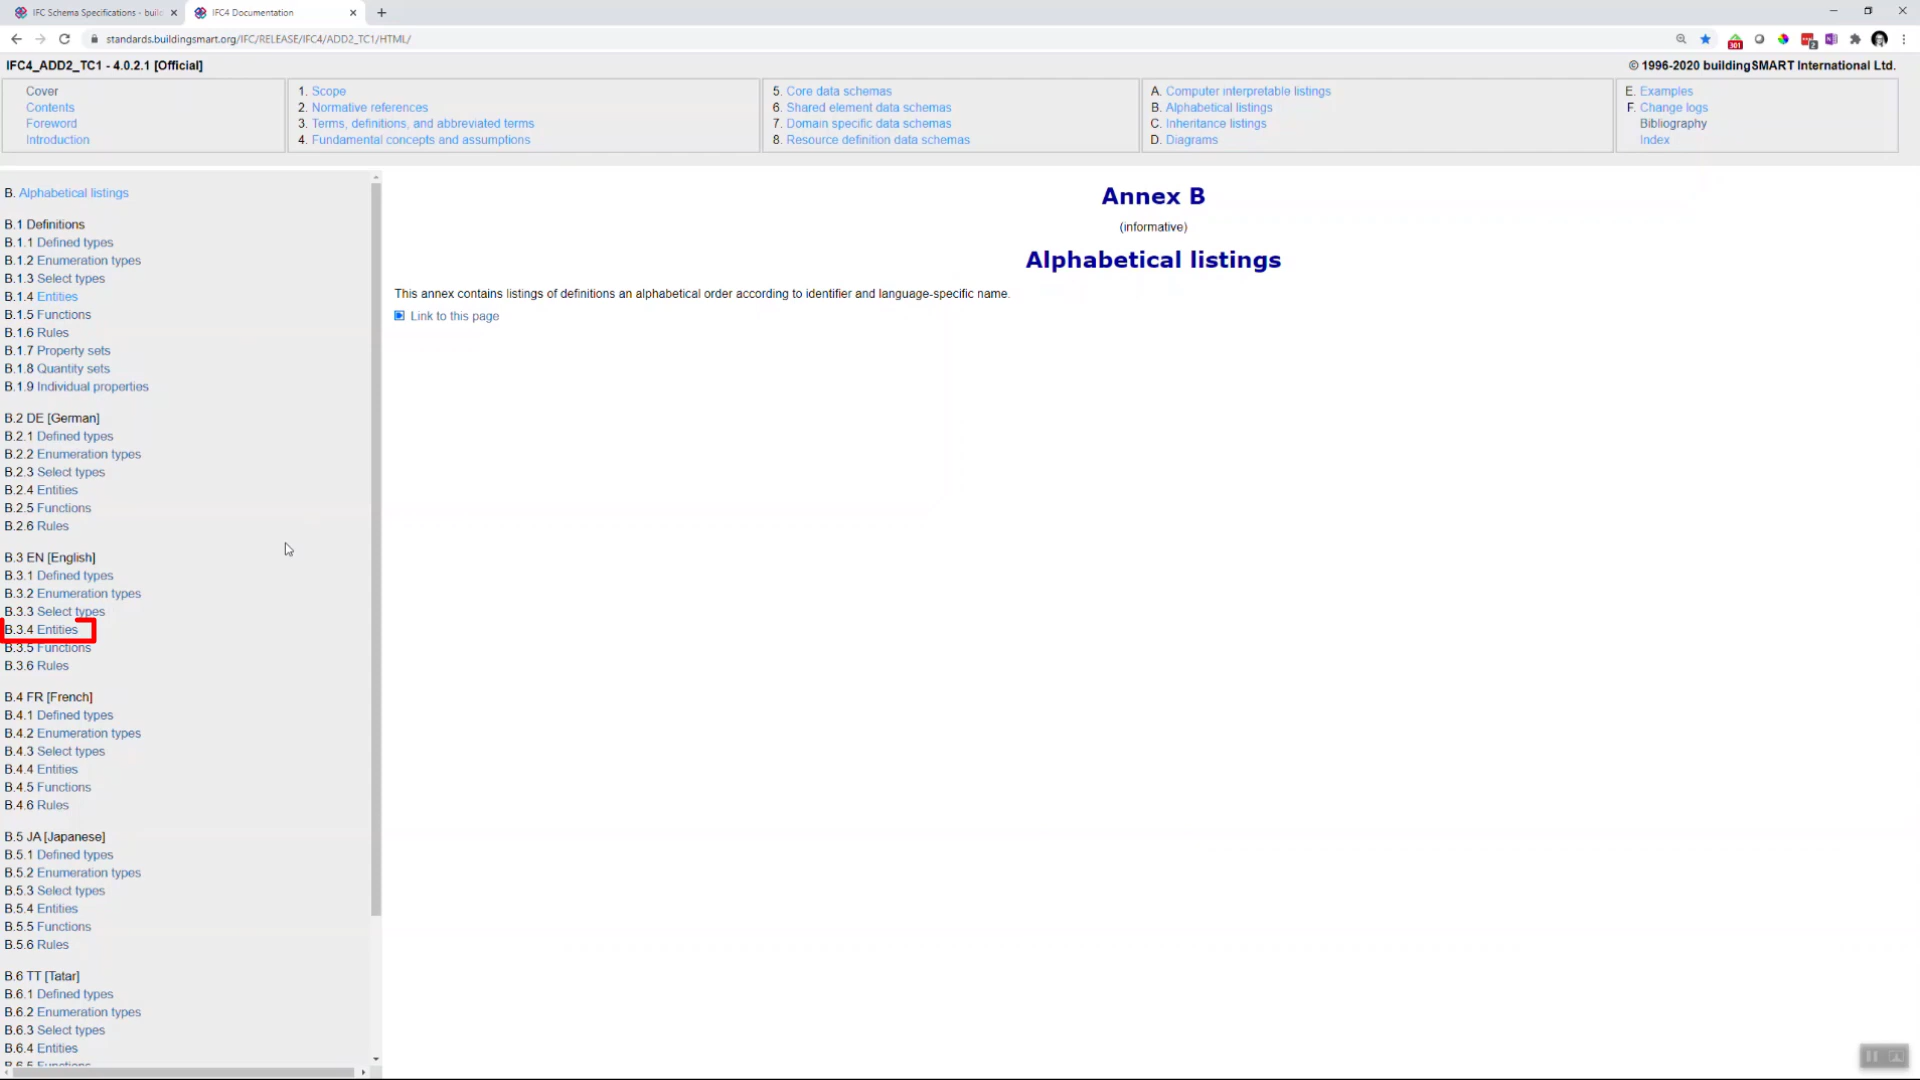 IFC Schema Specifications - buil
IFC4 Documentation
standards.buildingsmart.org/IFC/RELEASE/IFC4/ADD2_TC1/HTML/
301
2
IFC4_ADD2_TC1 - 4.0.2.1 [Official]
© 1996-2020 buildingSMART International Ltd.
Cover
Contents
Foreword
Introduction
1. Scope
2. Normative references
3. Terms, definitions, and abbreviated terms
4. Fundamental concepts and assumptions
5. Core data schemas
6. Shared element data schemas
7. Domain specific data schemas
8. Resource definition data schemas
A. Computer interpretable listings
B. Alphabetical listings
C. Inheritance listings
D. Diagrams
E. Examples
F. Change logs
Bibliography
Index
B. Alphabetical listings
B.1 Definitions
B.1.1 Defined types
B.1.2 Enumeration types
B.1.3 Select types
B.1.4 Entities
B.1.5 Functions
B.1.6 Rules
B.1.7 Property sets
B.1.8 Quantity sets
B.1.9 Individual properties
B.2 DE [German]
B.2.1 Defined types
B.2.2 Enumeration types
B.2.3 Select types
B.2.4 Entities
B.2.5 Functions
B.2.6 Rules
B.3 EN [English]
B.3.1 Defined types
B.3.2 Enumeration types
B.3.3 Select types
B.3.4 Entities
B.3.5 Functions
B.3.6 Rules
B.4 FR [French]
B.4.1 Defined types
B.4.2 Enumeration types
B.4.3 Select types
B.4.4 Entities
B.4.5 Functions
B.4.6 Rules
B.5 JA [Japanese]
B.5.1 Defined types
B.5.2 Enumeration types
B.5.3 Select types
B.5.4 Entities
B.5.5 Functions
B.5.6 Rules
B.6 TT [Tatar]
B.6.1 Defined types
B.6.2 Enumeration types
B.6.3 Select types
B.6.4 Entities
B.6.5 Functions
Annex B
(informative)
Alphabetical listings
This annex contains listings of definitions an alphabetical order according to identifier and language-specific name.
Link to this page